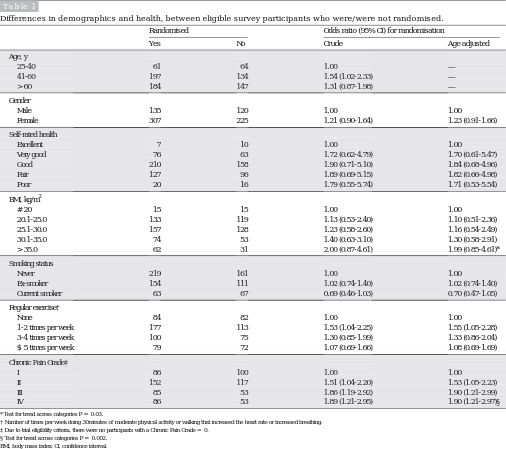 Table 1
Differences in demographics and health, between eligible survey participants who were/were not randomised.
Randomised Odds ratio (95% CI) for randomisation
Yes No Crude Age adjusted
Age, y
25-40 61 64 1.00 —
41-60 197 134 1.54 (1.02-2.33) —
>60 184 147 1.31 (0.87-1.98) —
Gender
Male 135 120 1.00 1.00
Female 307 225 1.21 (0.90-1.64) 1.23 (0.91-1.66)
Self-rated health
Excellent 7 10 1.00 1.00
Very good 76 63 1.72 (0.62-4.79) 1.70 (0.61-5.47)
Good 210 158 1.90 (0.71-5.10) 1.84 (0.68-4.96)
Fair 127 96 1.89 (0.69-5.15) 1.82 (0.66-4.98)
Poor 20 16 1.79 (0.55-5.74) 1.71 (0.53-5.54)
BMI, kg/m2
#20 15 15 1.00 1.00
20.1-25.0 133 119 1.13 (0.53-2.40) 1.10 (0.51-2.36)
25.1-30.0 157 128 1.23 (0.58-2.60) 1.16 (0.54-2.49)
30.1-35.0 74 53 1.40 (0.63-3.10) 1.30 (0.58-2.91)
>35.0 62 31 2.00 (0.87-4.61) 1.99 (0.85-4.61)*
Smoking status
Never 219 161 1.00 1.00
Ex-smoker 154 111 1.02 (0.74-1.40) 1.02 (0.74-1.40)
Current smoker 63 67 0.69 (0.46-1.03) 0.70 (0.47-1.05)
Regular exercise†
None 84 82 1.00 1.00
1-2 times per week 177 113 1.53 (1.04-2.25) 1.55 (1.05-2.28)
3-4 times per week 100 75 1.30 (0.85-1.99) 1.33 (0.86-2.04)
$ 5 times per week 79 72 1.07 (0.69-1.66) 1.08 (0.69-1.69)
Chronic Pain Grade‡
I 86 100 1.00 1.00
II 152 117 1.51 (1.04-2.20) 1.53 (1.05-2.23)
III 85 53 1.86 (1.19-2.92) 1.90 (1.21-2.99)
IV 86 53 1.89 (1.21-2.95) 1.90 (1.21-2.97)§
* Test for trend across categories P = 0.03.
† Number of times per week doing 30minutes of moderate physical activity or walking that increased the heart rate or increased breathing.
‡ Due to trial eligibility criteria, there were no participants with a Chronic Pain Grade = 0.
§ Test for trend across categories P = 0.002.
BMI, body mass index; CI, confidence interval.